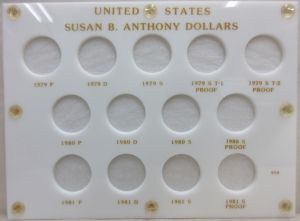 UNITED STATES
SUSAN B. ANTHONY DOLLARS
1979 P 1979 D 1979 S 1979 S T-1 1979 S T-2
PROOF PROOF
1980 P 1980 D 1980 S 1980 S
PROOF
1981 P 1981 D 1981 S 1981 S
PROOF